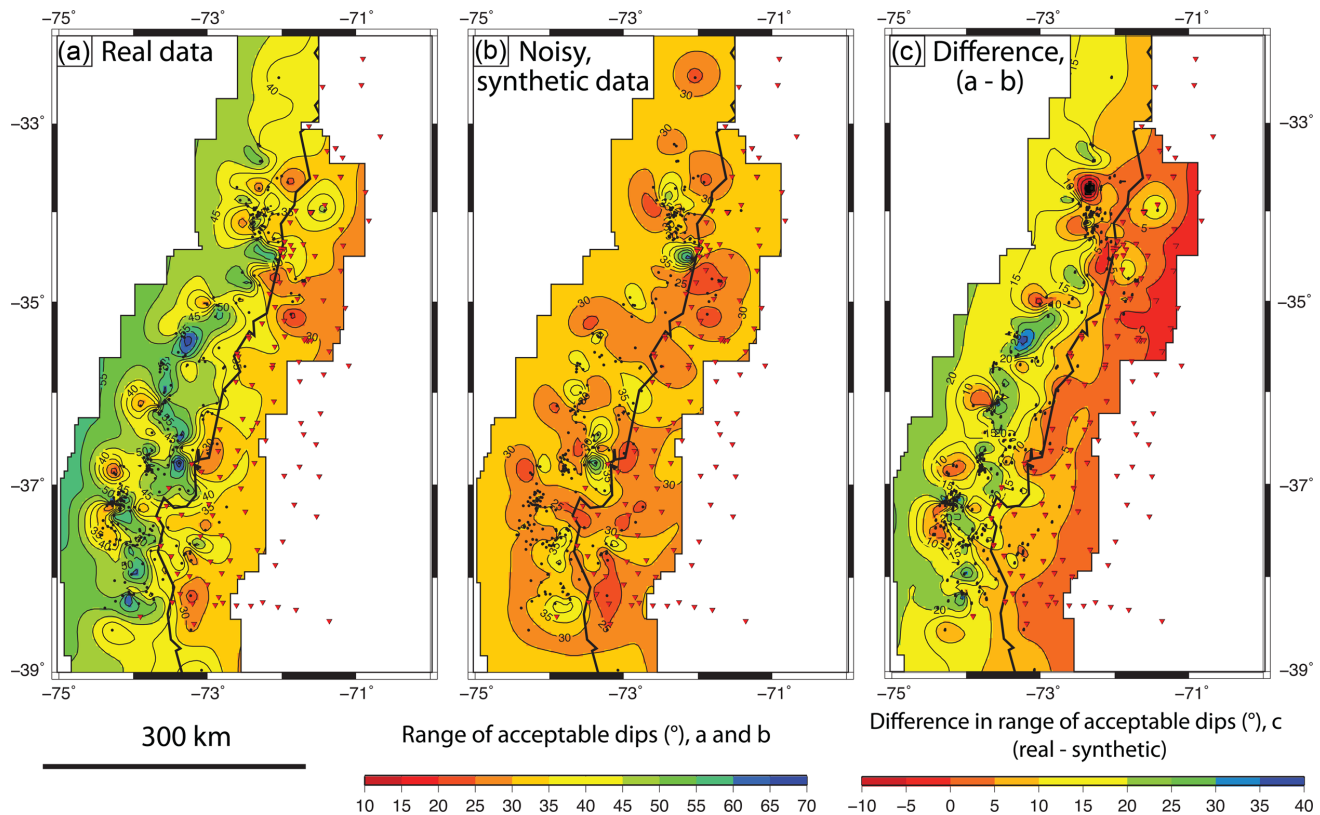 −75°
−73°
−71°
−75°
−73°
−71°
−75°
−73°
−71°
(a) Real data
(b) Noisy,
synthetic data
(c) Difference,
(a - b)
−33°
−35°
−37°
−39°
−33°
−35°
−37°
−39°
−75°
−73°
−71°
−75°
−73°
−71°
−75°
−73°
−71°
300 km
Range of acceptable dips (°), a and b
10 15 20 25 30 35 40 45 50 55 60 65 70
Difference in range of acceptable dips (°), c
(real - synthetic)
−10 −5 0 5 10 15 20 25 30 35 40